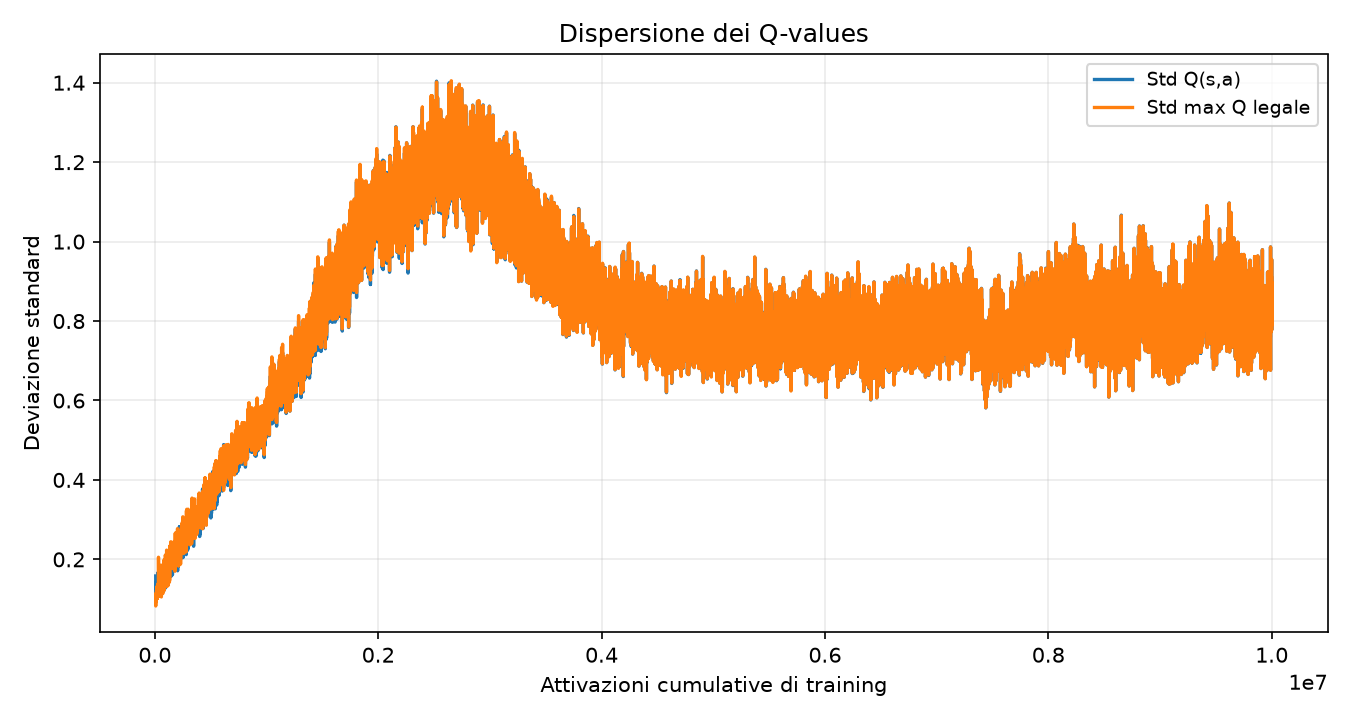 Dispersione dei Q-values
Std Q(s,a)
Std max Q legale
Deviazione standard
1.4
1.2
1.0
0.8
0.6
0.4
0.2
0.0 0.2 0.4 0.6 0.8 1.0
1e7
Attivazioni cumulative di training